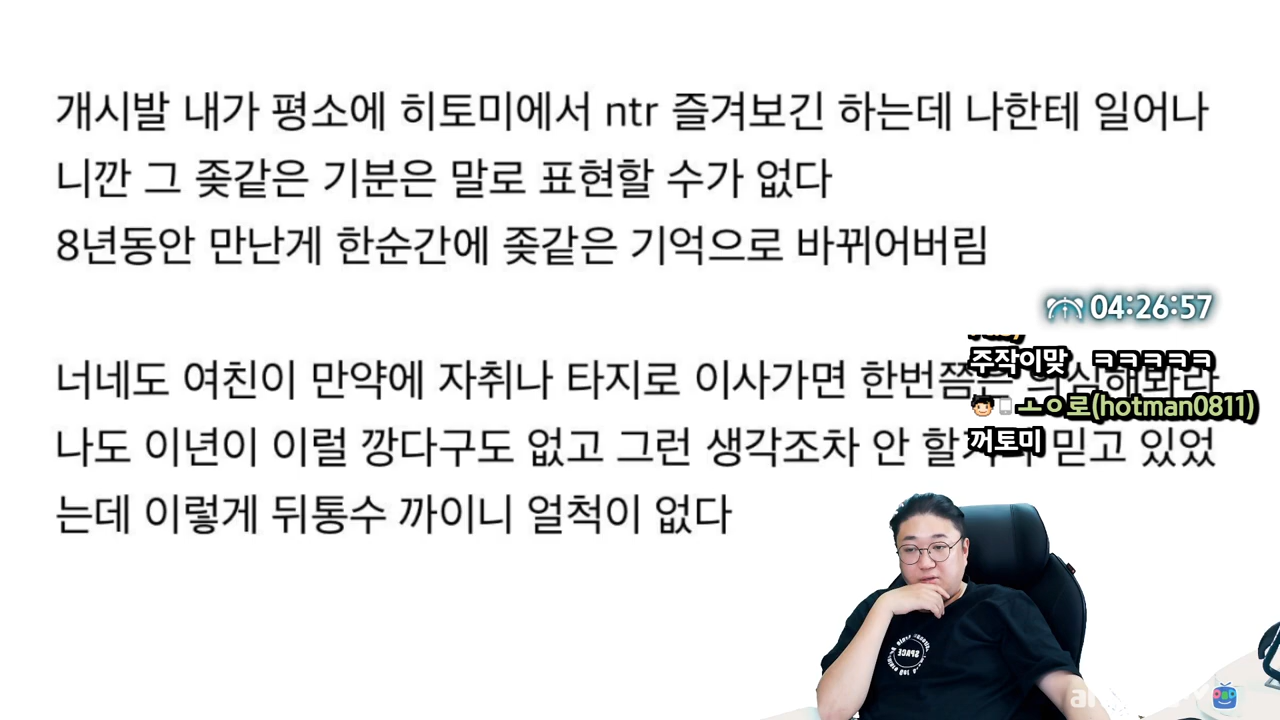 개시발 내가 평소에 히토미에서 ntr 즐겨보긴 하는데 나한테 일어나
니깐 그 좆같은 기분은 말로 표현할 수가 없다
8년동안 만난게 한순간에 좆같은 기억으로 바뀌어버림
04:26:57
너네도 여친이 만약에 자취나 타지로 이사가면 한번쯤은 의심해봐라
주작이맞 ㅋㅋㅋㅋㅋ
ㅗㅇ로(hotman0811)
나도 이년이 이럴 깡다구도 없고 그런 생각조차 안 믿고 있었
꺼토미
는데 이렇게 뒤통수 까이니 얼척이 없다
SPACE